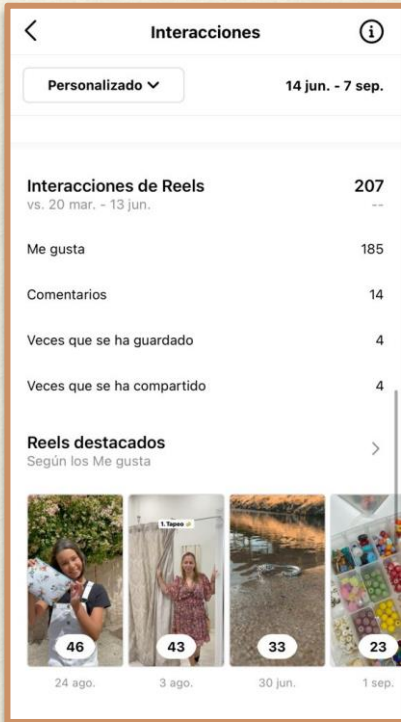 Interacciones
Personalizado
14 jun. - 7 sep.
Interacciones de Reels 207
vs. 20 mar. - 13 jun. --
Me gusta 185
Comentarios 14
Veces que se ha guardado 4
Veces que se ha compartido 4
Reels destacados
Según los Me gusta
1. Tapeo
46 43 33 23
24 ago. 3 ago. 30 jun. 1 sep.